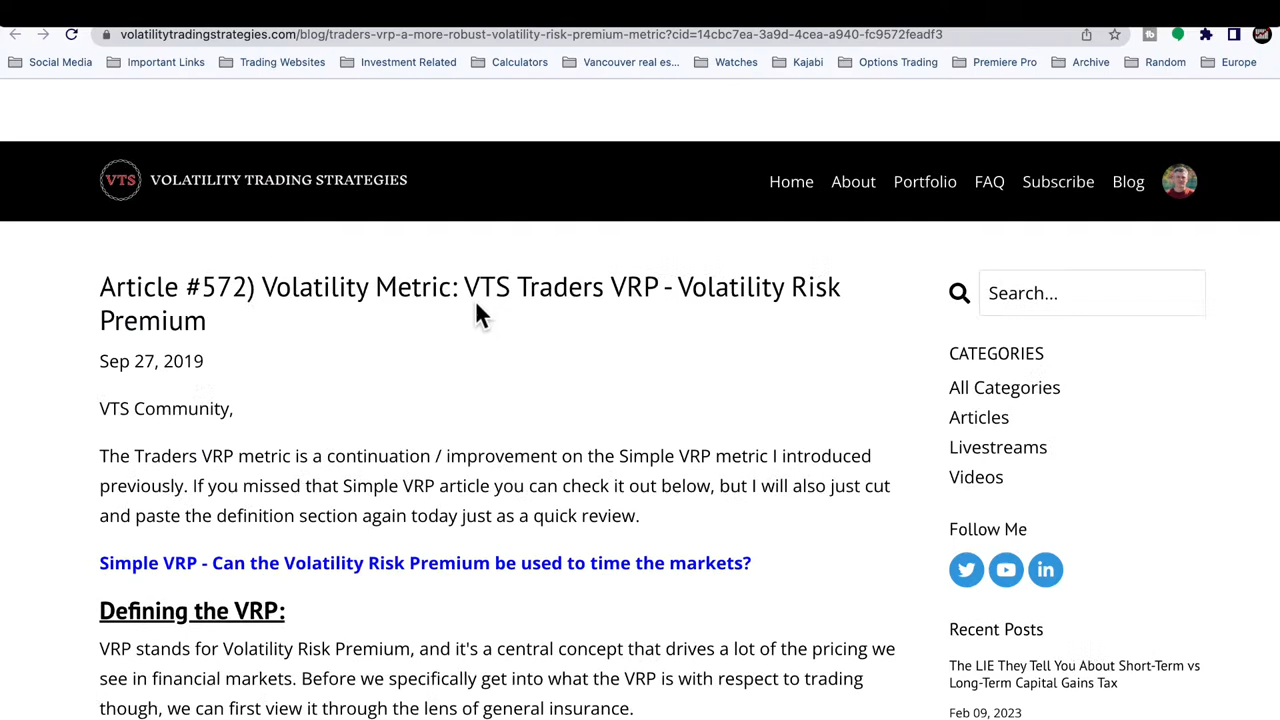 volatilitytradingstrategies.com/blog/traders-vrp-a-more-robust-volatility-risk-premium-metric?cid=14cbc7ea-3a9d-4cea-a940-fc9572feadf3
Social Media Important Links Trading Websites Investment Related Calculators Vancouver real es... Watches Kajabi Options Trading Premiere Pro Archive Random Europe
VTS VOLATILITY TRADING STRATEGIES Home About Portfolio FAQ Subscribe Blog
Article #572) Volatility Metric: VTS Traders VRP - Volatility Risk
Premium
Sep 27, 2019
VTS Community,
The Traders VRP metric is a continuation / improvement on the Simple VRP metric I introduced
previously. If you missed that Simple VRP article you can check it out below, but I will also just cut
and paste the definition section again today just as a quick review.
Simple VRP - Can the Volatility Risk Premium be used to time the markets?
Defining the VRP:
VRP stands for Volatility Risk Premium, and it's a central concept that drives a lot of the pricing we
see in financial markets. Before we specifically get into what the VRP is with respect to trading
though, we can first view it through the lens of general insurance.
Search...
CATEGORIES
All Categories
Articles
Livestreams
Videos
Follow Me
Recent Posts
The LIE They Tell You About Short-Term vs
Long-Term Capital Gains Tax
Feb 09, 2023